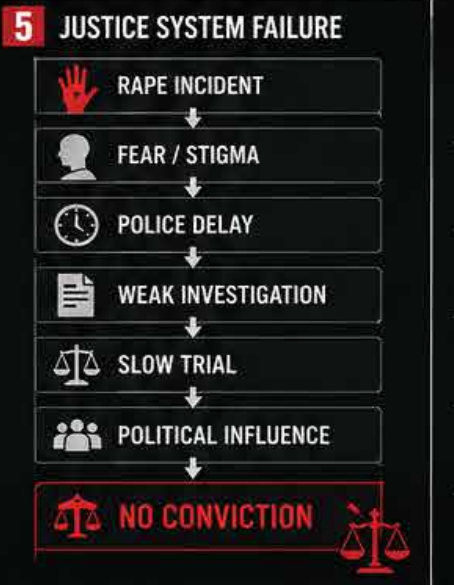 5 JUSTICE SYSTEM FAILURE
RAPE INCIDENT
FEAR / STIGMA
POLICE DELAY
WEAK INVESTIGATION
SLOW TRIAL
POLITICAL INFLUENCE
NO CONVICTION